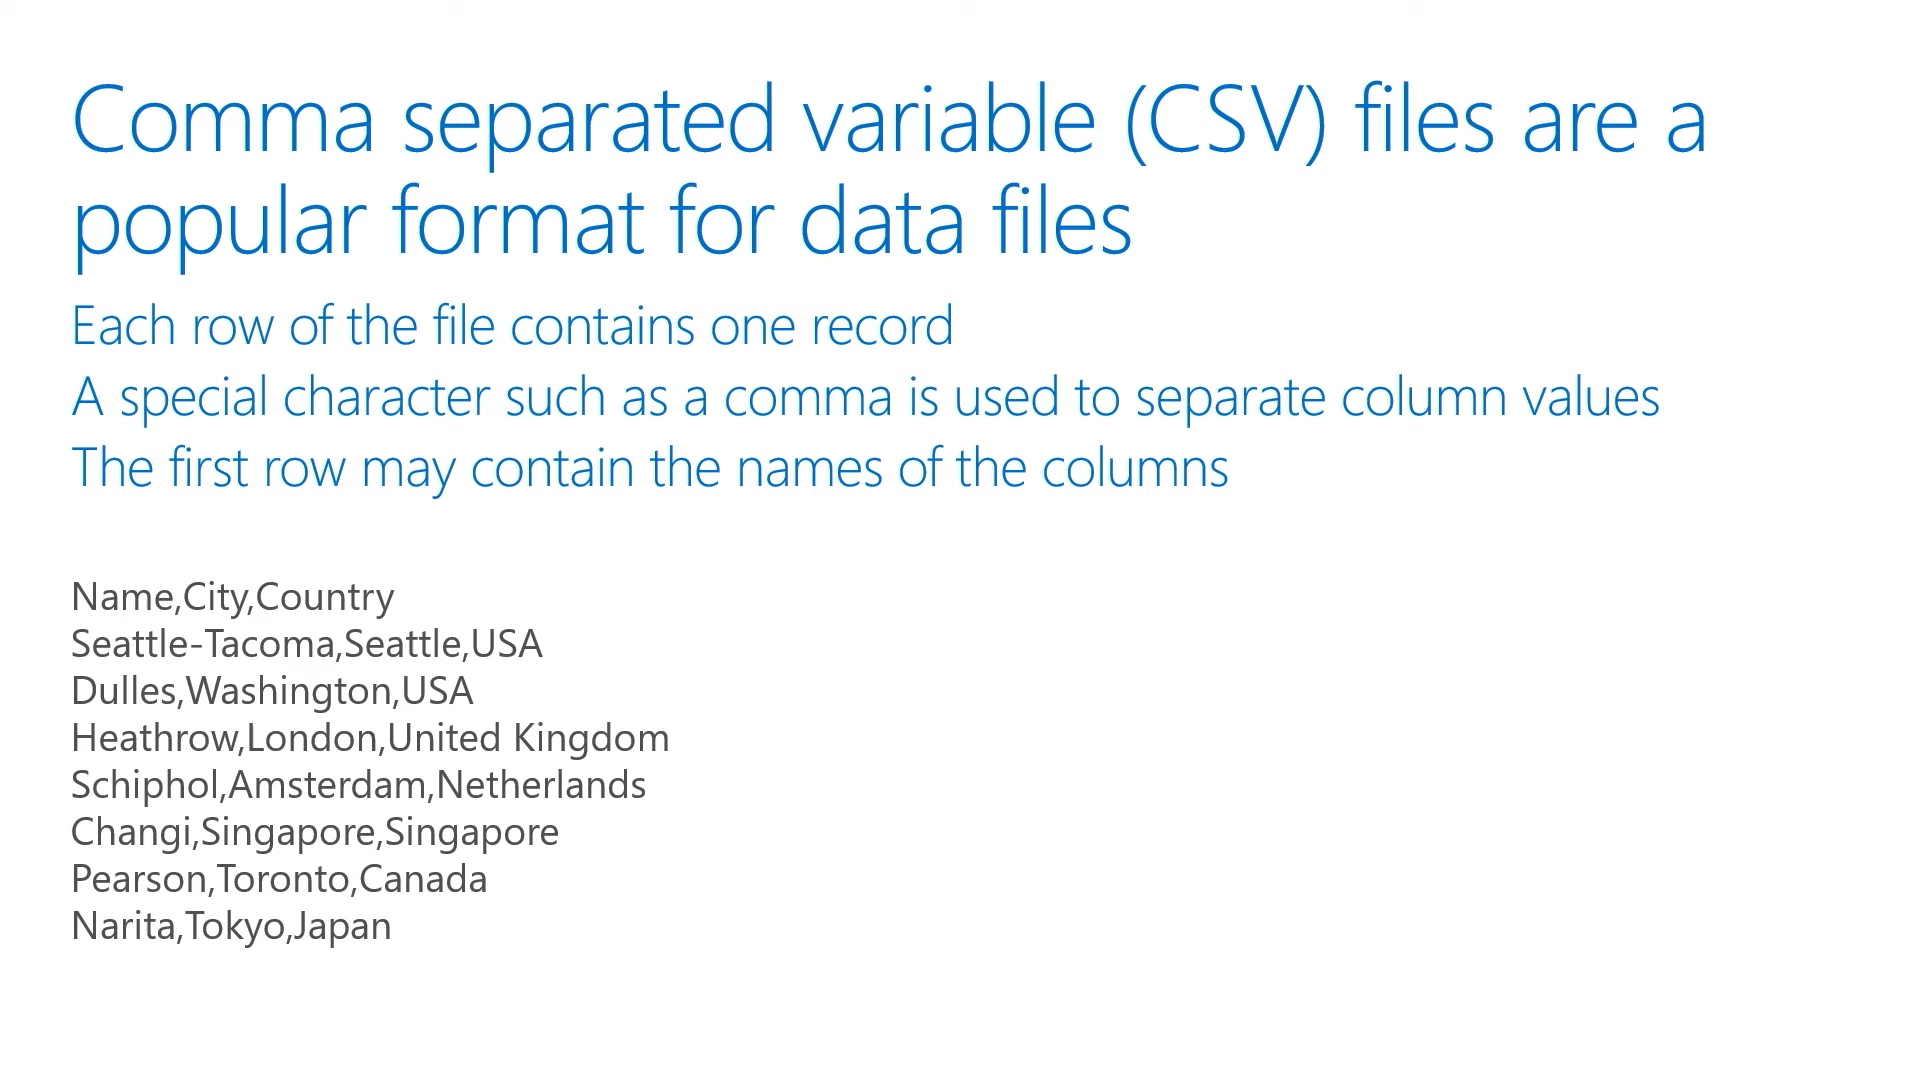 Comma separated variable (CSV) files are a
popular format for data files
Each row of the file contains one record
A special character such as a comma is used to separate column values
The first row may contain the names of the columns
Name,City,Country
Seattle-Tacoma,Seattle,USA
Dulles,Washington,USA
Heathrow,London,United Kingdom
Schiphol,Amsterdam,Netherlands
Changi,Singapore,Singapore
Pearson,Toronto,Canada
Narita,Tokyo,Japan